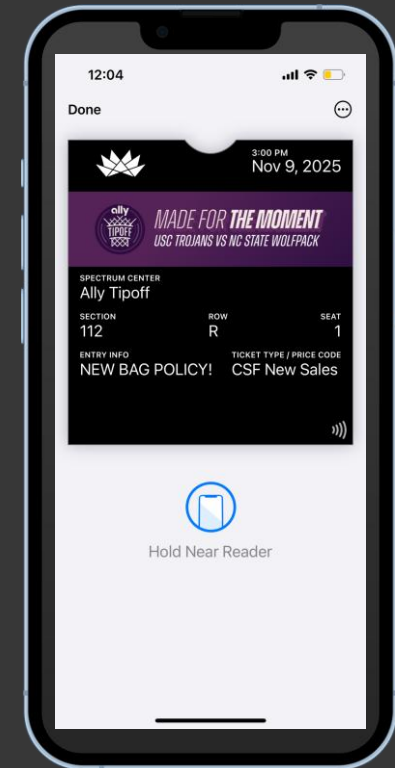 12:04
Done
3:00 PM
Nov 9, 2025
ally
TIPOFF
MADE FOR THE MOMENT
USC TROJANS VS NC STATE WOLFPACK
SPECTRUM CENTER
Ally Tipoff
SECTION ROW SEAT
112 R 1
ENTRY INFO TICKET TYPE / PRICE CODE
NEW BAG POLICY! CSF New Sales
Hold Near Reader